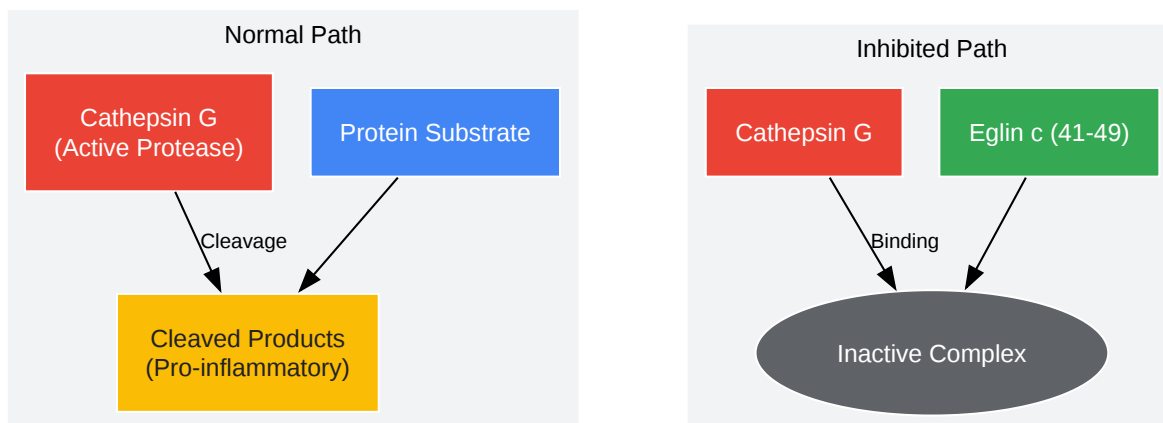 Normal Path
Cathepsin G
(Active Protease)
Protein Substrate
Cleavage
Cleaved Products
(Pro-inflammatory)
Inhibited Path
Cathepsin G
Eglin c (41-49)
Binding
Inactive Complex